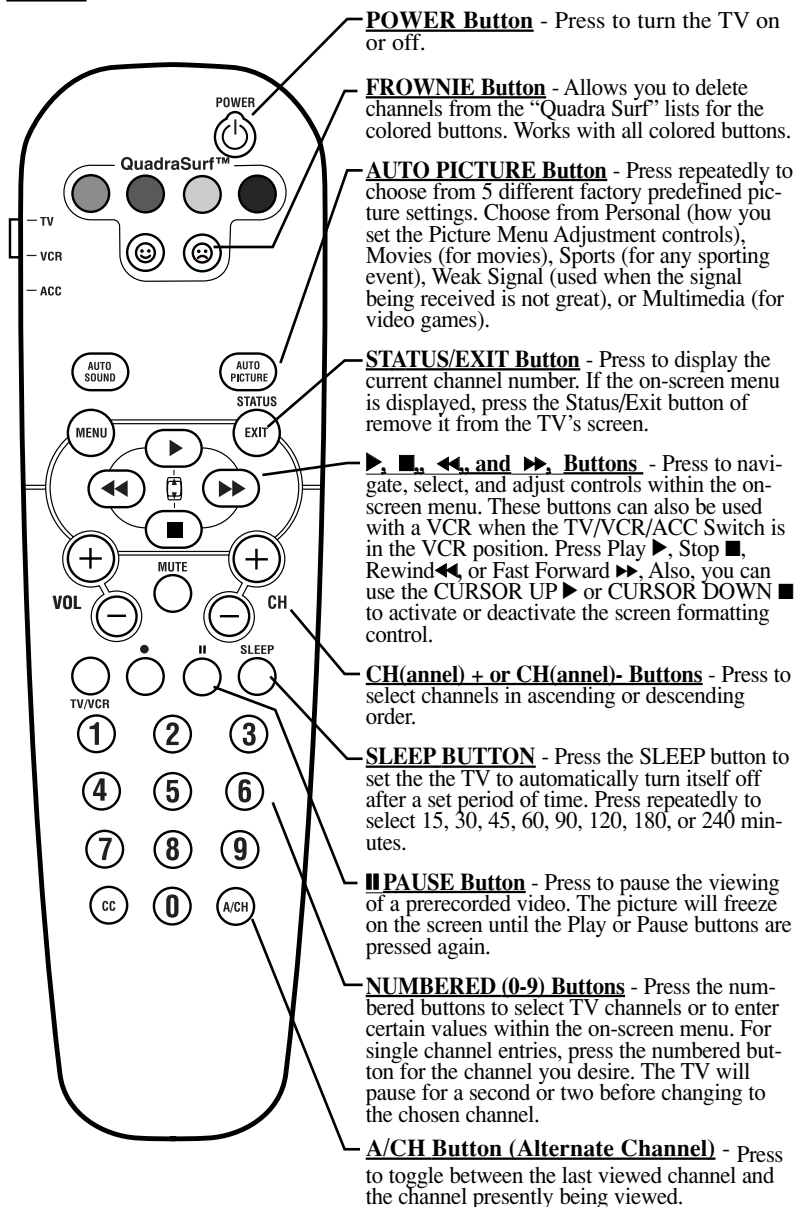 POWER
QuadraSurf™
TV
VCR
ACC
AUTO
SOUND
AUTO
PICTURE
STATUS
MENU
EXIT
VOL
MUTE
CH
SLEEP
TV/VCR
1 2 3
4 5 6
7 8 9
CC 0 A/CH
POWER Button - Press to turn the TV on
or off.
FROWNIE Button - Allows you to delete
channels from the “Quadra Surf” lists for the
colored buttons. Works with all colored buttons.
AUTO PICTURE Button - Press repeatedly to
choose from 5 different factory predefined pic-
ture settings. Choose from Personal (how you
set the Picture Menu Adjustment controls),
Movies (for movies), Sports (for any sporting
event), Weak Signal (used when the signal
being received is not great), or Multimedia (for
video games).
STATUS/EXIT Button - Press to display the
current channel number. If the on-screen menu
is displayed, press the Status/Exit button of
remove it from the TV’s screen.
▶, ■,, ◀◀,, and ▶▶, Buttons - Press to navi-
gate, select, and adjust controls within the on-
screen menu. These buttons can also be used
with a VCR when the TV/VCR/ACC Switch is
in the VCR position. Press Play ▶, Stop ■,
Rewind◀◀, or Fast Forward ▶▶, Also, you can
use the CURSOR UP ▶ or CURSOR DOWN ■
to activate or deactivate the screen formatting
control.
CH(annel) + or CH(annel)- Buttons - Press to
select channels in ascending or descending
order.
SLEEP BUTTON - Press the SLEEP button to
set the the TV to automatically turn itself off
after a set period of time. Press repeatedly to
select 15, 30, 45, 60, 90, 120, 180, or 240 min-
utes.
II PAUSE Button - Press to pause the viewing
of a prerecorded video. The picture will freeze
on the screen until the Play or Pause buttons are
pressed again.
NUMBERED (0-9) Buttons - Press the num-
bered buttons to select TV channels or to enter
certain values within the on-screen menu. For
single channel entries, press the numbered but-
ton for the channel you desire. The TV will
pause for a second or two before changing to
the chosen channel.
A/CH Button (Alternate Channel) - Press
to toggle between the last viewed channel and
the channel presently being viewed.